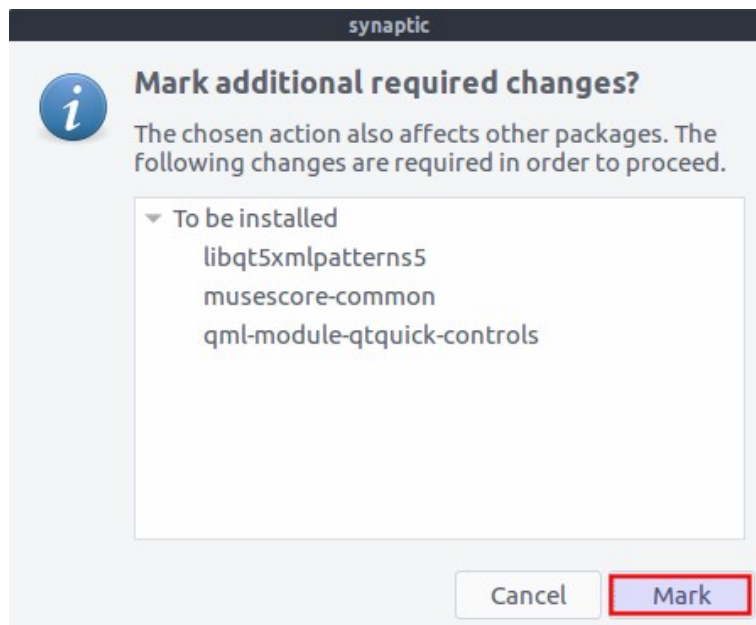 synaptic
Mark additional required changes?
The chosen action also affects other packages. The
following changes are required in order to proceed.
To be installed
libqt5xmlpatterns5
musescore-common
qml-module-qtquick-controls
Cancel Mark